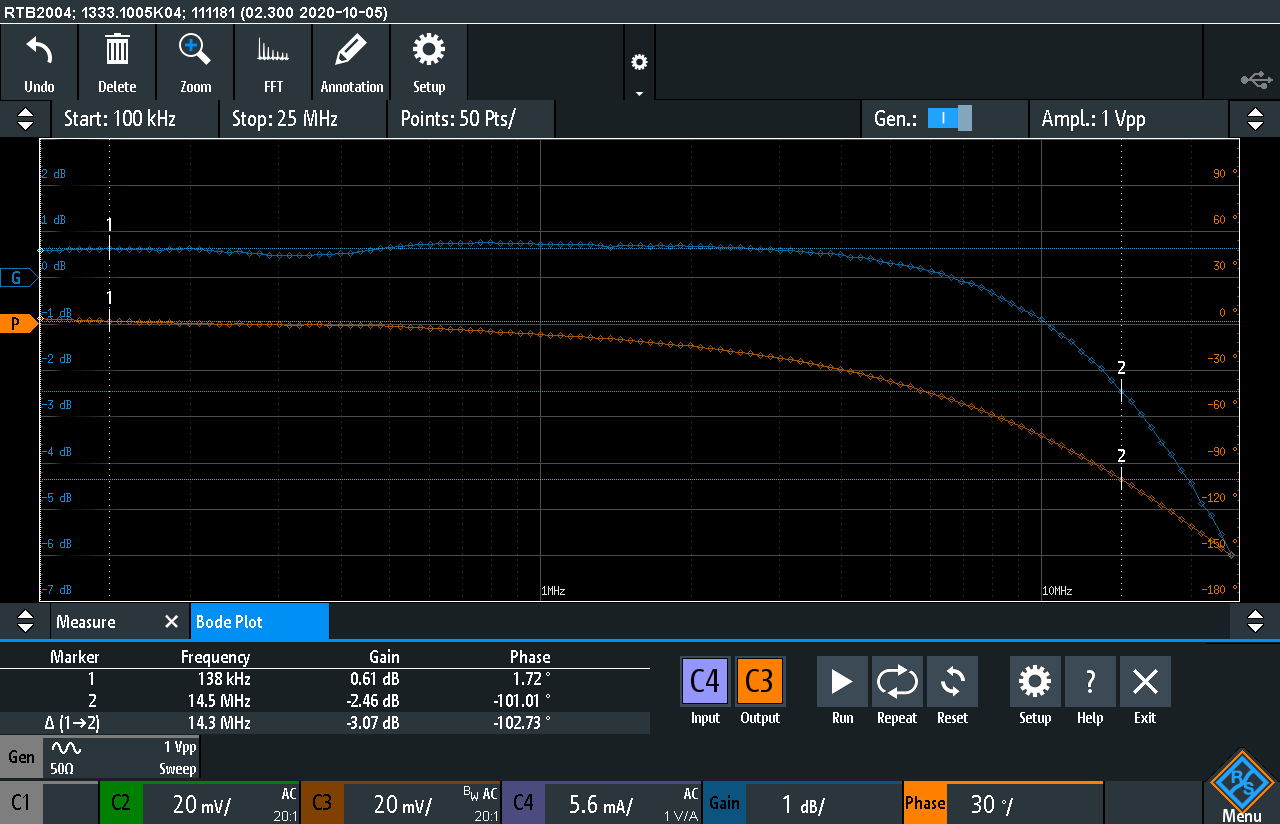 RTB2004; 1333.1005K04; 111181 (02.300 2020-10-05)
Undo Delete Zoom FFT Annotation Setup
Start: 100 kHz Stop: 25 MHz Points: 50 Pts/ Gen.: I Ampl.: 1 Vpp
2 dB 90 °
1 dB 60 °
1
0 dB 30 °
G
1
-1 dB 0 °
P
-2 dB -30 °
2
-3 dB -60 °
-4 dB -90 °
2
-5 dB -120 °
-6 dB -150 °
-7 dB 1MHz 10MHz -180 °
Measure Bode Plot
Marker Frequency Gain Phase
1 138 kHz 0.61 dB 1.72 °
2 14.5 MHz -2.46 dB -101.01 °
Δ (1→2) 14.3 MHz -3.07 dB -102.73 °
C4 C3 ?
Input Output Run Repeat Reset Setup Help Exit
Gen 1 Vpp
50Ω Sweep
C1 C2 20 mV/ AC 20:1 C3 20 mV/ BW AC 20:1 C4 5.6 mA/ AC 1 V/A Gain 1 dB/ Phase 30 °/
R&S
Menu